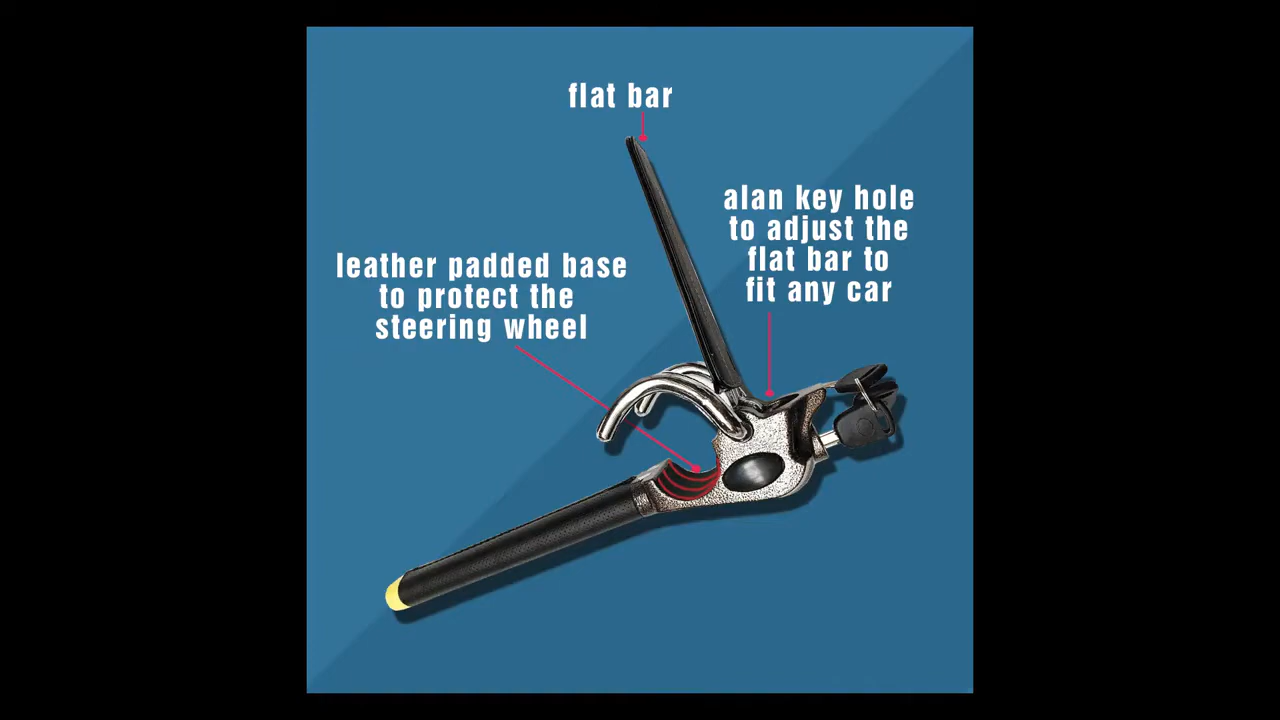 flat bar
alan key hole
to adjust the
flat bar to
fit any car
leather padded base
to protect the
steering wheel